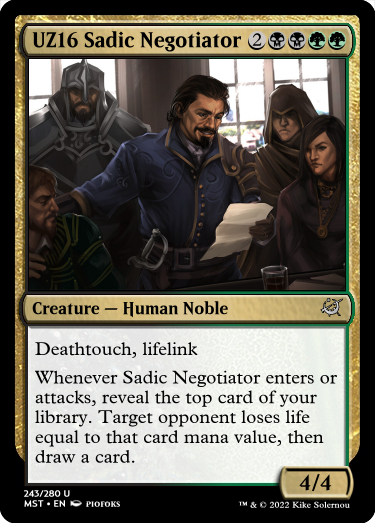 UZ16 Sadic Negotiator 2
Creature — Human Noble
Deathtouch, lifelink
Whenever Sadic Negotiator enters or
attacks, reveal the top card of your
library. Target opponent loses life
equal to that card mana value, then
draw a card.
4/4
243/280 U
MST • EN PIOFOKS
™ & © 2022 Kike Solernou